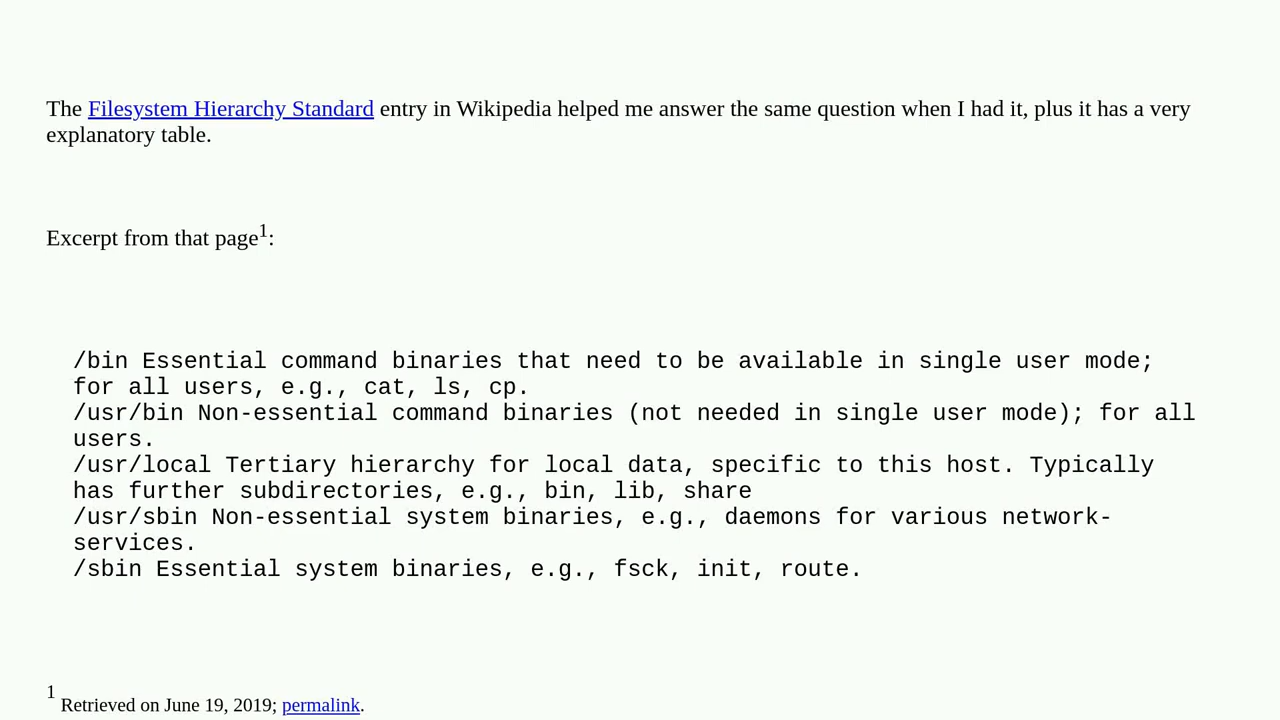 The Filesystem Hierarchy Standard entry in Wikipedia helped me answer the same question when I had it, plus it has a very
explanatory table.
Excerpt from that page1:
/bin Essential command binaries that need to be available in single user mode;
for all users, e.g., cat, ls, cp.
/usr/bin Non-essential command binaries (not needed in single user mode); for all
users.
/usr/local Tertiary hierarchy for local data, specific to this host. Typically
has further subdirectories, e.g., bin, lib, share
/usr/sbin Non-essential system binaries, e.g., daemons for various network-
services.
/sbin Essential system binaries, e.g., fsck, init, route.
1 Retrieved on June 19, 2019; permalink.